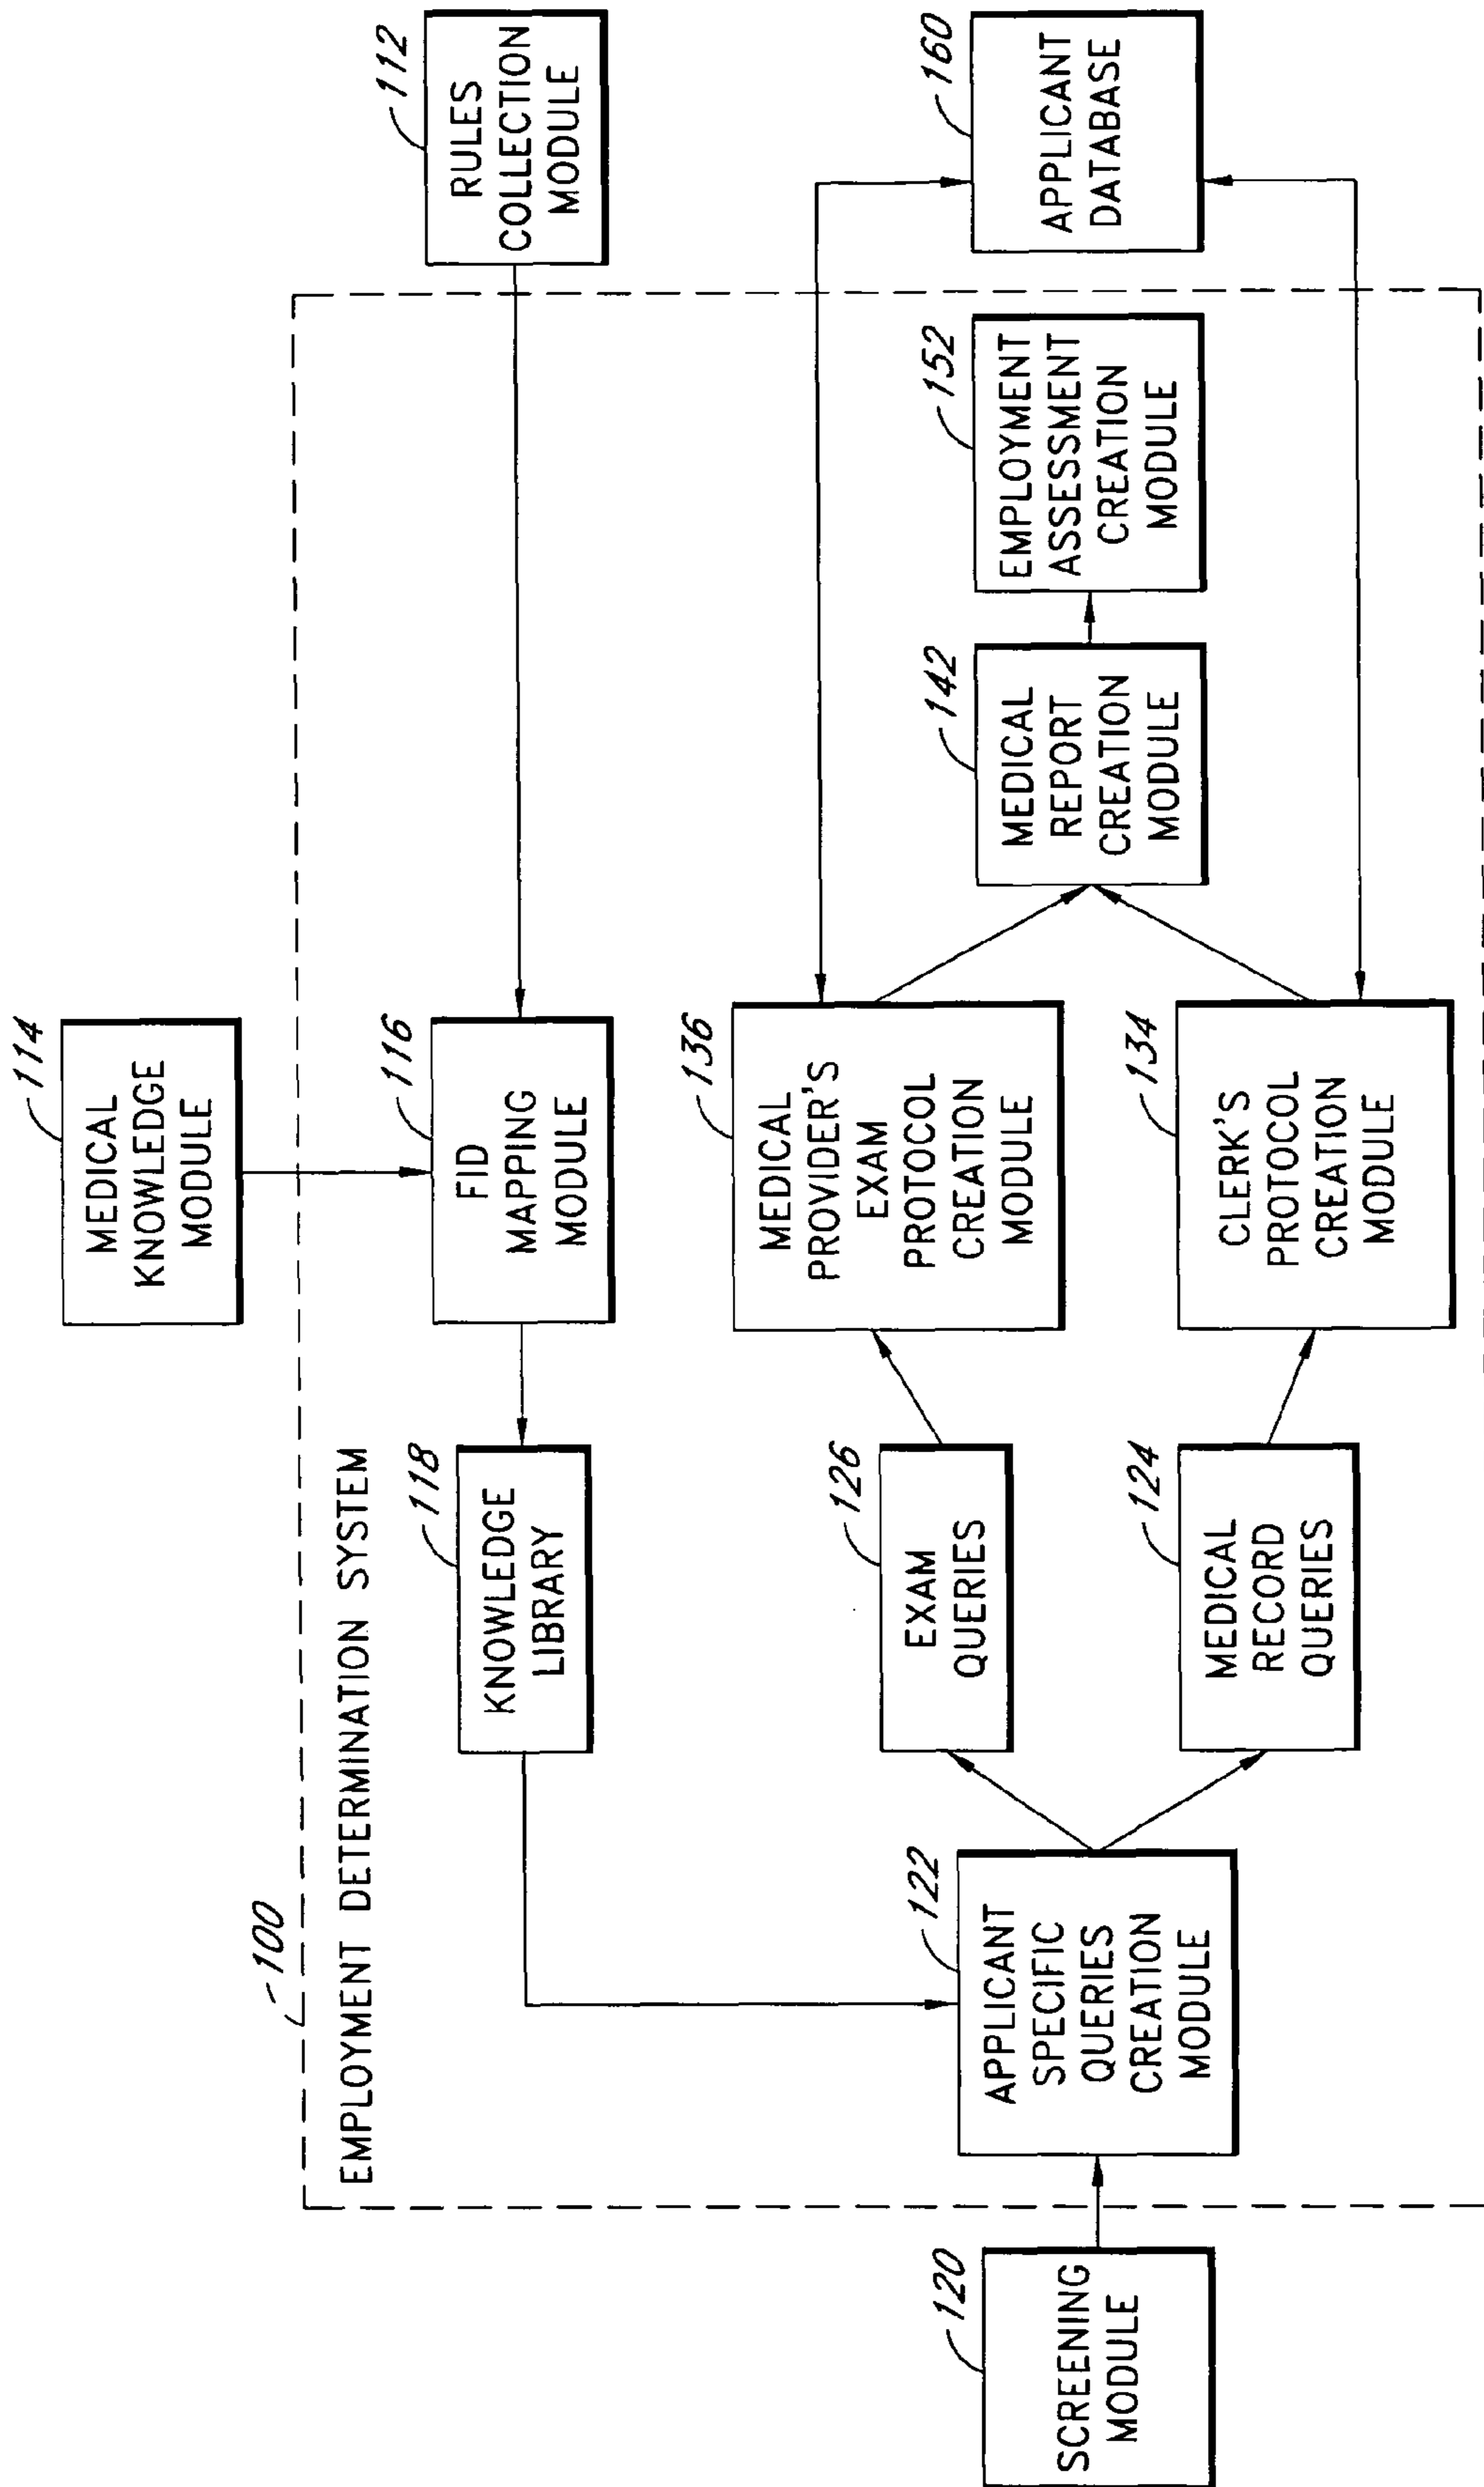 114
MEDICAL
KNOWLEDGE
MODULE
112
RULES
COLLECTION
MODULE
100
EMPLOYMENT DETERMINATION SYSTEM
118
KNOWLEDGE
LIBRARY
116
FID
MAPPING
MODULE
120
SCREENING
MODULE
122
APPLICANT
SPECIFIC
QUERIES
CREATION
MODULE
126
EXAM
QUERIES
124
MEDICAL
RECORD
QUERIES
136
MEDICAL
PROVIDER'S
EXAM
PROTOCOL
CREATION
MODULE
134
CLERK'S
PROTOCOL
CREATION
MODULE
142
MEDICAL
REPORT
CREATION
MODULE
152
EMPLOYMENT
ASSESSMENT
CREATION
MODULE
160
APPLICANT
DATABASE